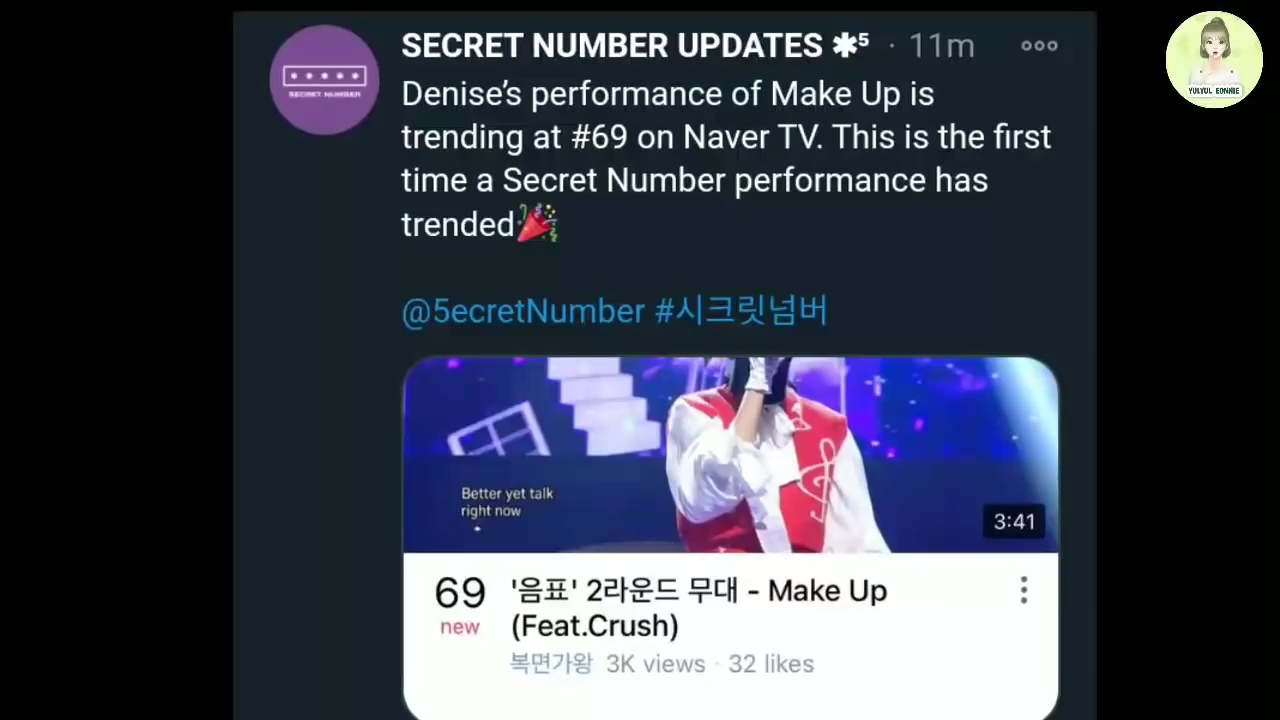 SECRET NUMBER UPDATES ✱⁵ · 11m
Denise’s performance of Make Up is
trending at #69 on Naver TV. This is the first
time a Secret Number performance has
trended🎉
@5ecretNumber #시크릿넘버
SECRET NUMBER
YULYUL EONNIE
Better yet talk
right now
3:41
69
new
'음표' 2라운드 무대 - Make Up
(Feat.Crush)
복면가왕 3K views · 32 likes